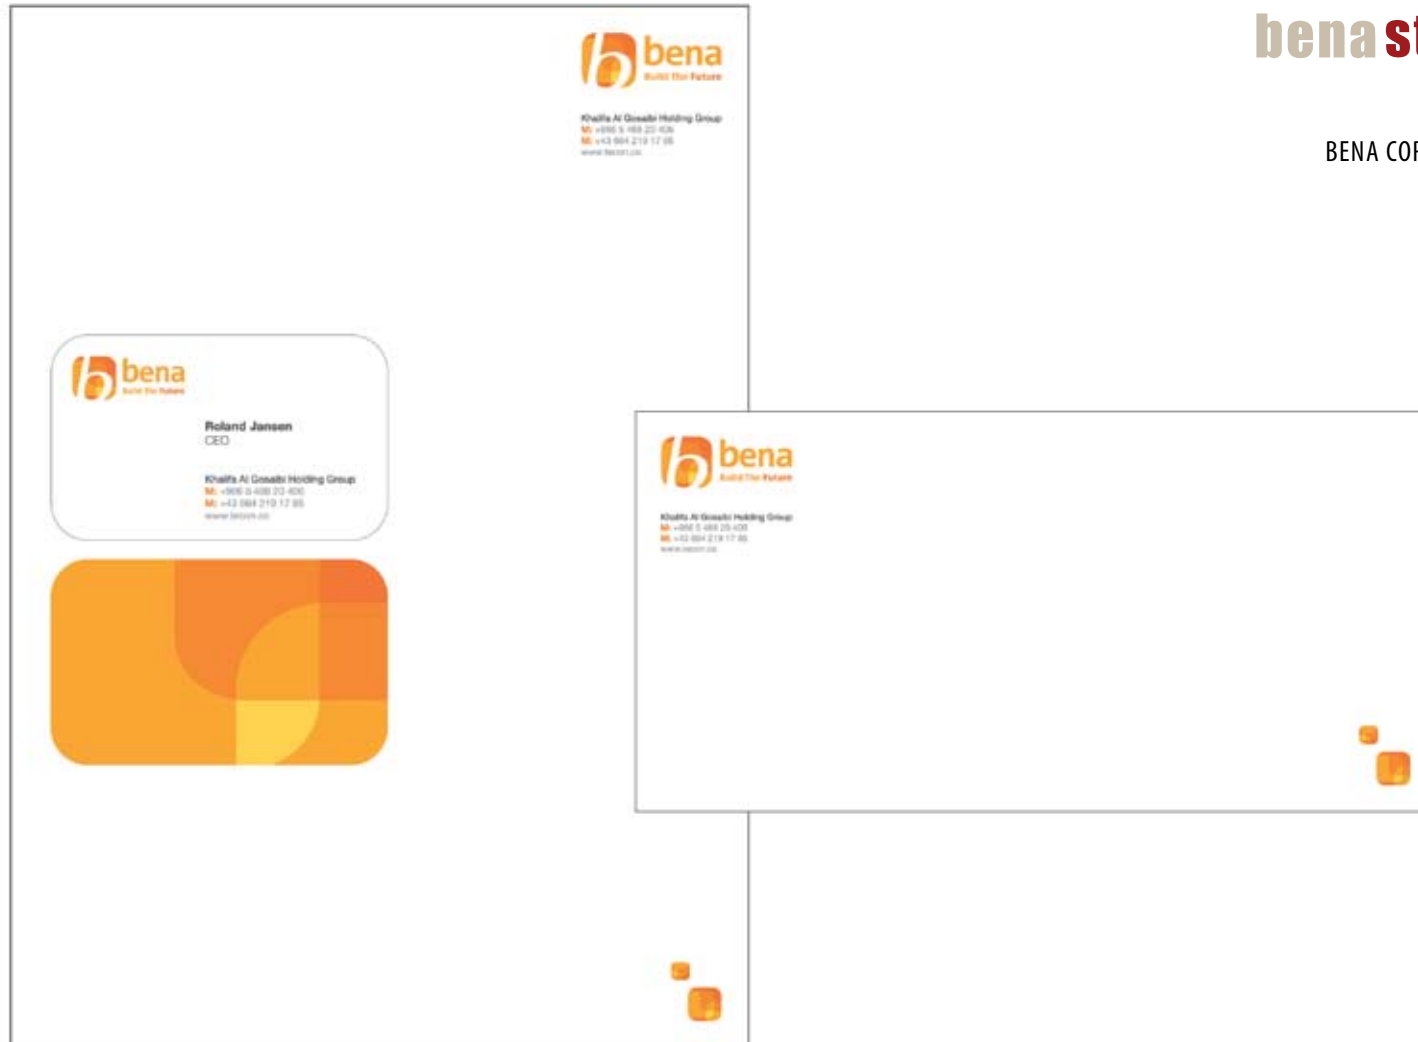 bena
Build The Future
Khalifa Al Gosaibi Holding Group
M:
M:
bena st
BENA COR
bena
Build The Future
Roland Jansen
CEO
Khalifa Al Gosaibi Holding Group
M:
M:
bena
Build The Future
Khalifa Al Gosaibi Holding Group
M:
M: